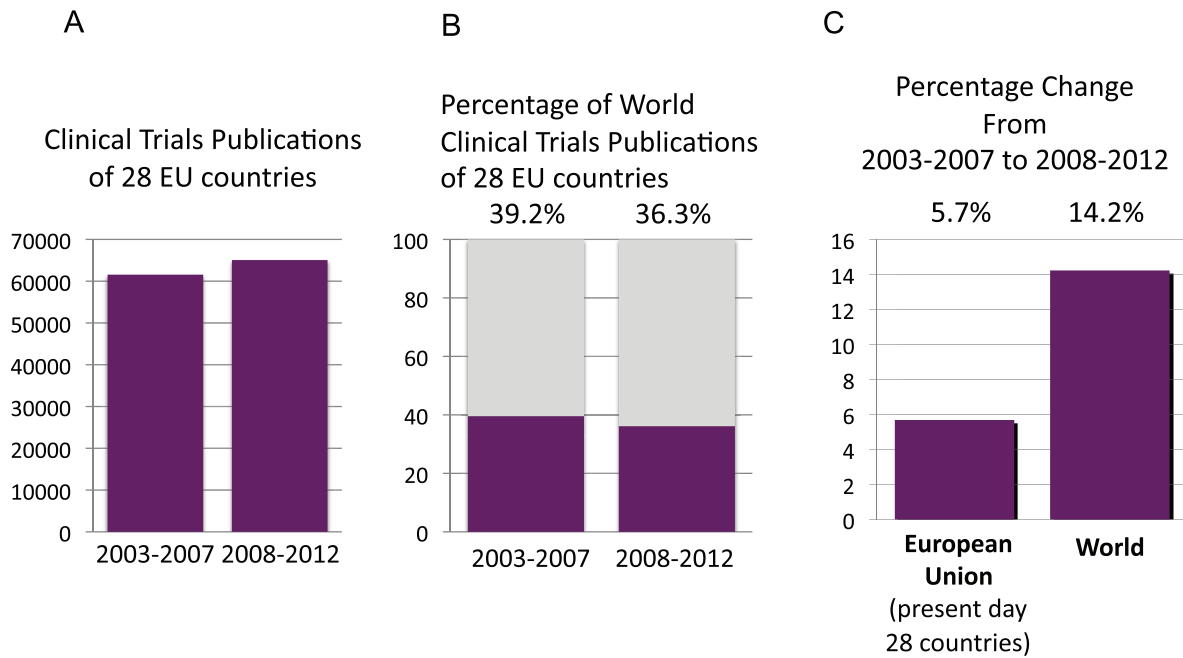 A
Clinical Trials Publications
of 28 EU countries
70000
60000
50000
40000
30000
20000
10000
0
2003-2007 2008-2012
B
Percentage of World
Clinical Trials Publications
of 28 EU countries
39.2% 36.3%
100
80
60
40
20
0
2003-2007 2008-2012
C
Percentage Change
From
2003-2007 to 2008-2012
5.7% 14.2%
16
14
12
10
8
6
4
2
0
European World
Union
(present day
28 countries)